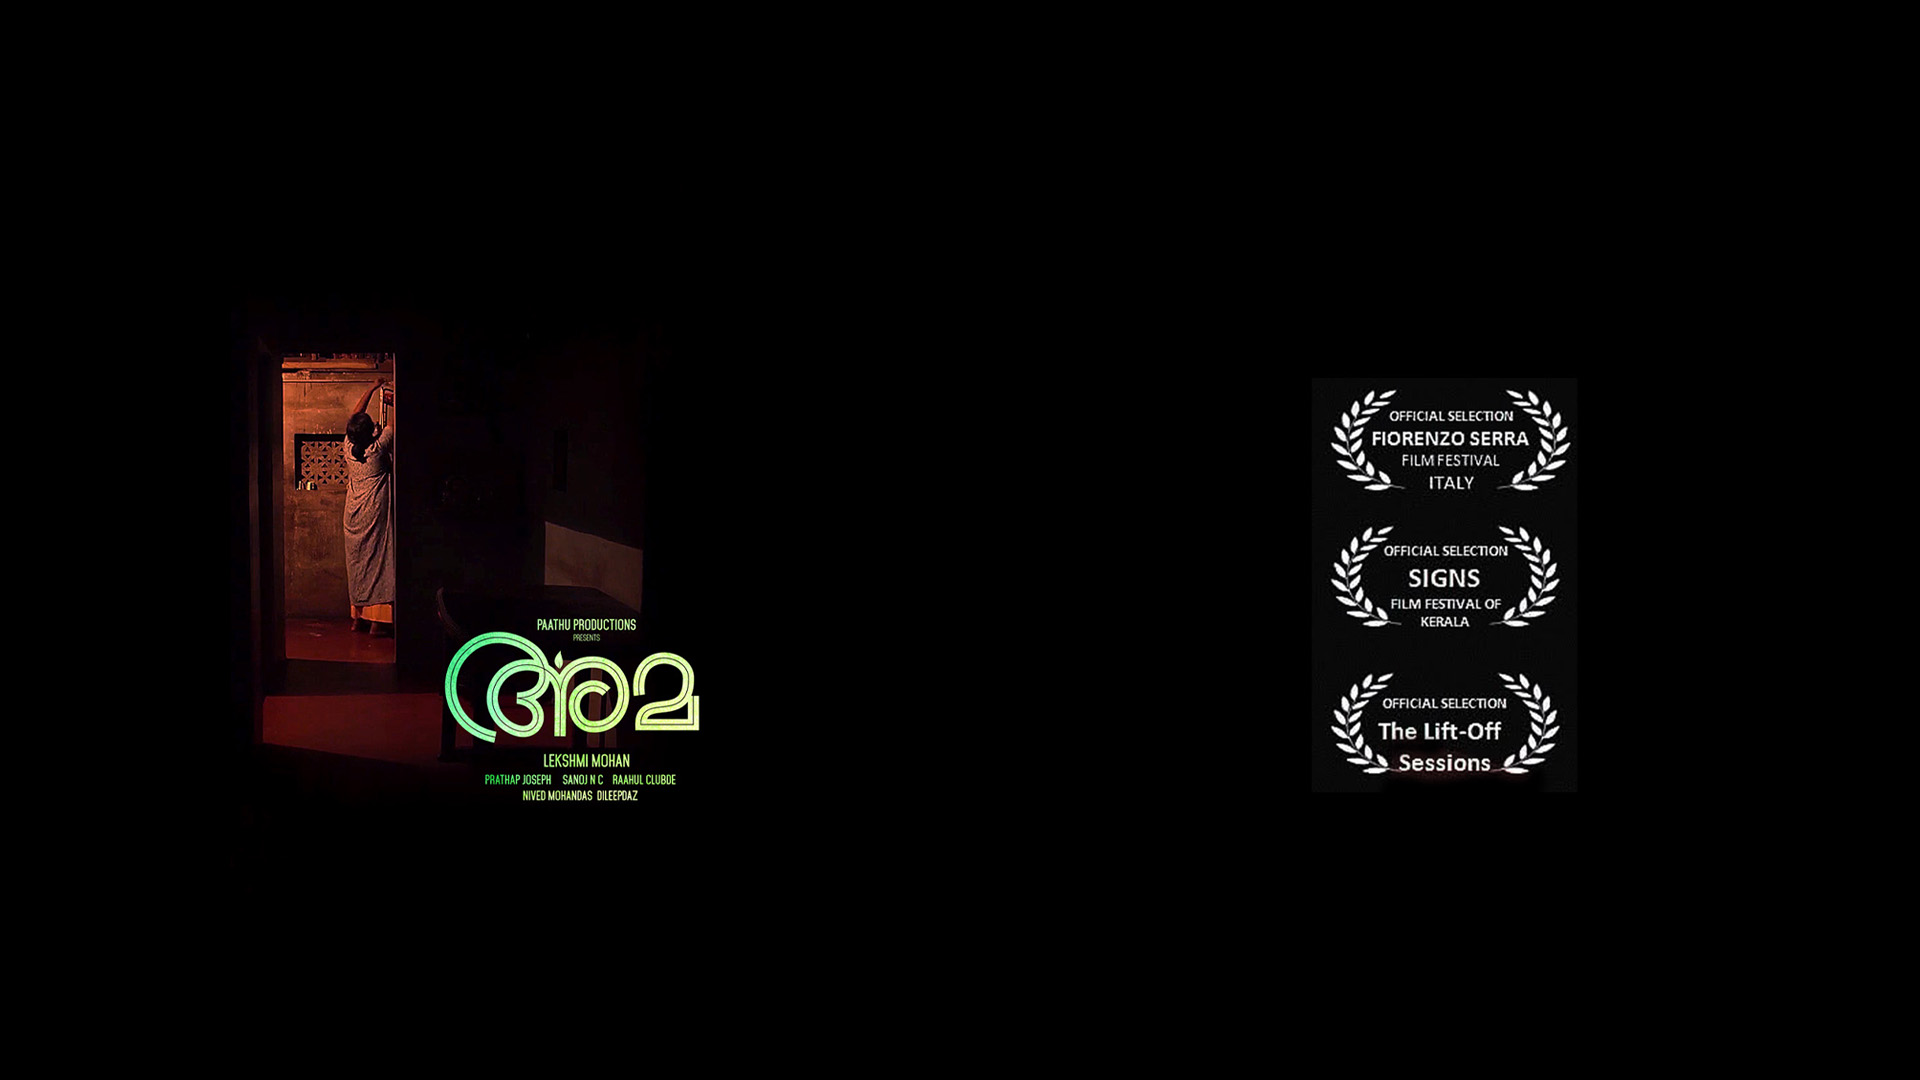 PAATHU PRODUCTIONS
PRESENTS
അമ
LEKSHMI MOHAN
PRATHAP JOSEPH SANOJ N C RAAHUL CLUBDE
NIVED MOHANDAS DILEEPDAZ
OFFICIAL SELECTION
FIORENZO SERRA
FILM FESTIVAL
ITALY
OFFICIAL SELECTION
SIGNS
FILM FESTIVAL OF
KERALA
OFFICIAL SELECTION
The Lift-Off
Sessions